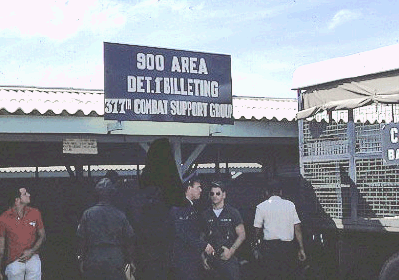 900 AREA
DET.1 BILLETING
377TH COMBAT SUPPORT GROUP